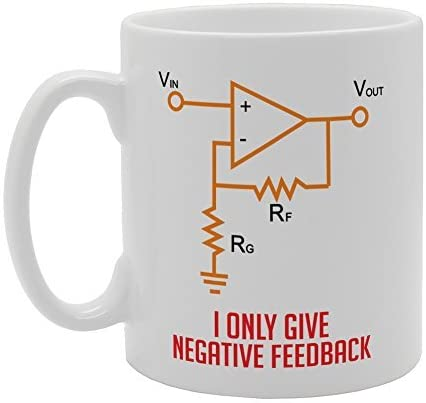 VIN
VOUT
+
-
RF
RG
I ONLY GIVE
NEGATIVE FEEDBACK